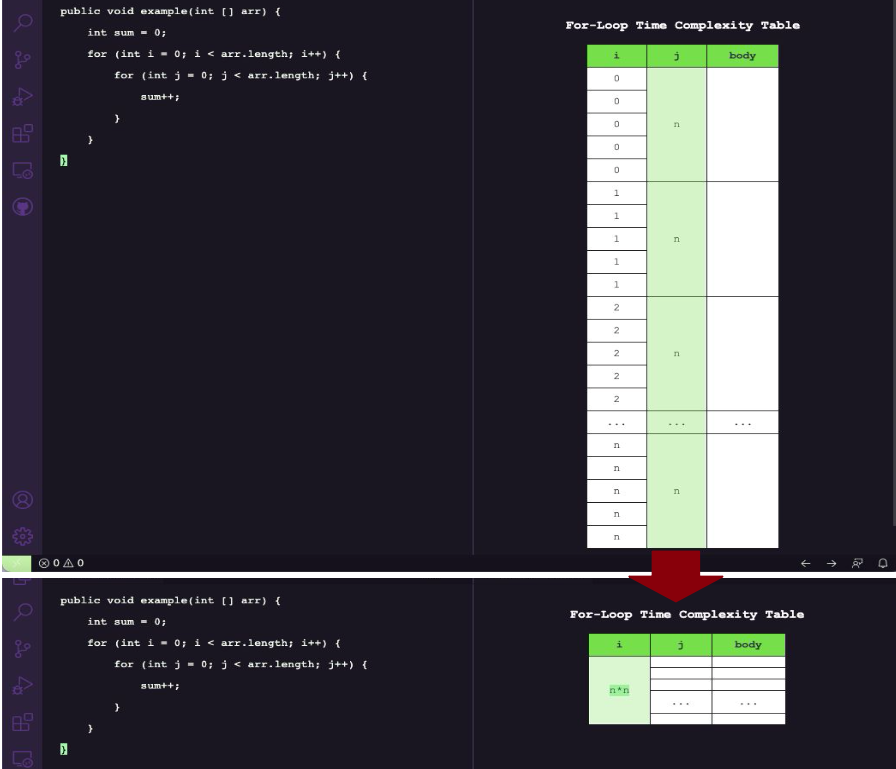 public void example(int [] arr) {
int sum = 0;
for (int i = 0; i < arr.length; i++) {
for (int j = 0; j < arr.length; j++) {
sum++;
}
}
}
For-Loop Time Complexity Table
i j body
0
0
0 n
0
0
1
1
1 n
1
1
2
2
2 n
2
2
... ... ...
n
n
n n
n
n
0 0
public void example(int [] arr) {
int sum = 0;
for (int i = 0; i < arr.length; i++) {
for (int j = 0; j < arr.length; j++) {
sum++;
}
}
}
For-Loop Time Complexity Table
i j body
n*n
... ...